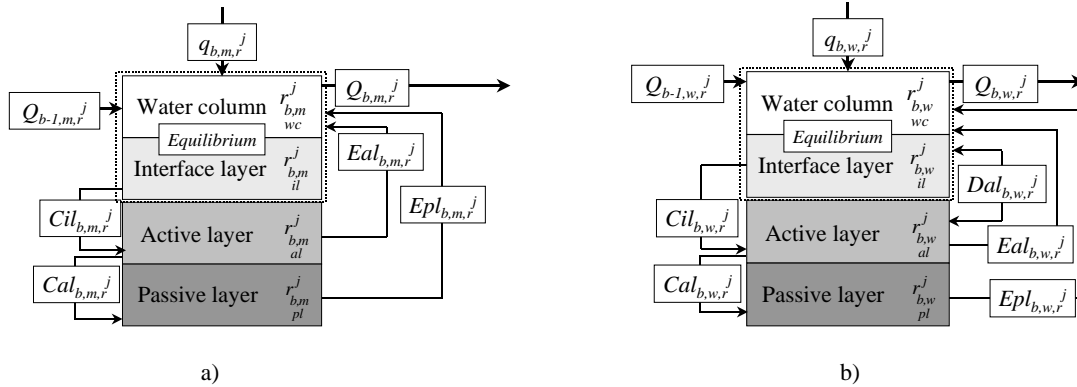 q_{b,m,r}^j
Q_{b-1,m,r}^j
Water column r_{b,m wc}^j
Q_{b,m,r}^j
Equilibrium
Interface layer r_{b,m il}^j
Eal_{b,m,r}^j
Epl_{b,m,r}^j
Cil_{b,m,r}^j
Active layer r_{b,m al}^j
Cal_{b,m,r}^j
Passive layer r_{b,m pl}^j
a)
q_{b,w,r}^j
Q_{b-1,w,r}^j
Water column r_{b,w wc}^j
Q_{b,w,r}^j
Equilibrium
Interface layer r_{b,w il}^j
Dal_{b,w,r}^j
Cil_{b,w,r}^j
Active layer r_{b,w al}^j
Eal_{b,w,r}^j
Cal_{b,w,r}^j
Passive layer r_{b,w pl}^j
Epl_{b,w,r}^j
b)